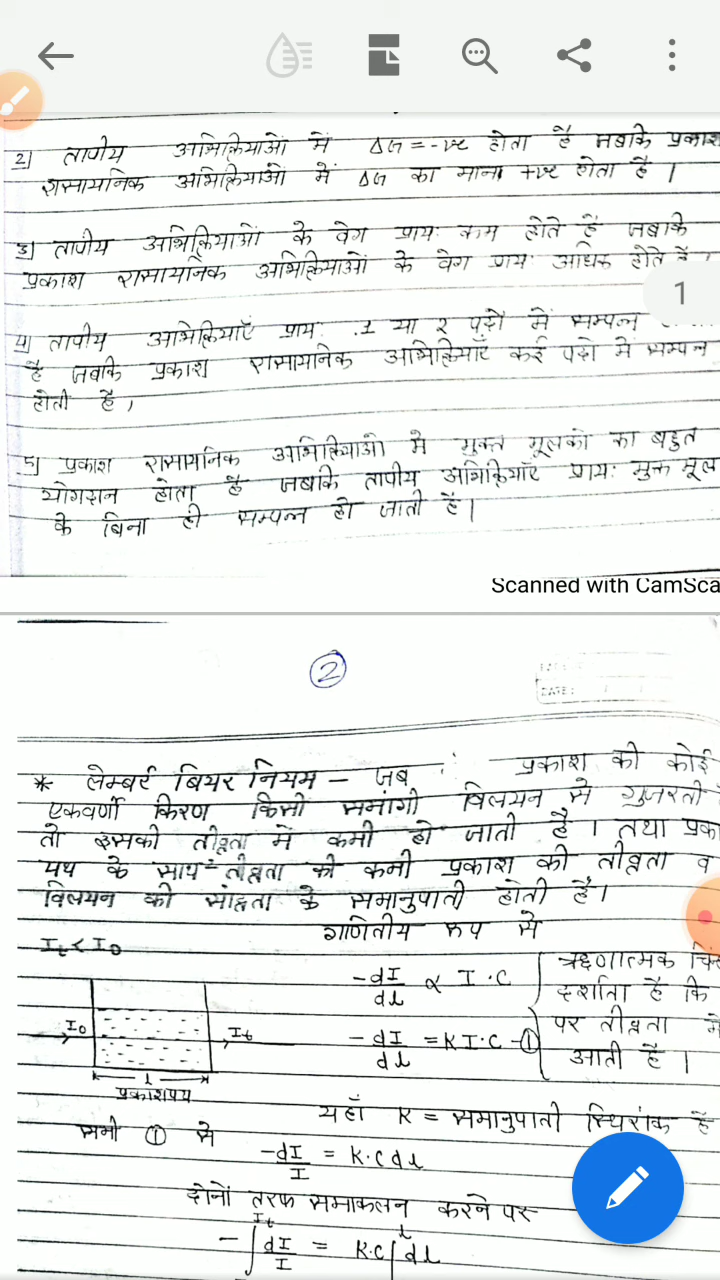 2) तापीय अभिक्रियाओं में ΔG = -ve होता है जबकि प्रकाश
रासायनिक अभिक्रियाओं में ΔG का मान +ve होता है ।
3) तापीय अभिक्रियाओं के वेग प्रायः कम होते है जबकि
प्रकाश रासायनिक अभिक्रियाओं के वेग प्रायः अधिक होते है ।
1
4) तापीय अभिक्रियाएँ प्रायः 1 या 2 पदों में सम्पन्न
है जबकि प्रकाश रासायनिक अभिक्रियाएँ कई पदो में सम्पन्न
होती है ,
5) प्रकाश रासायनिक अभिक्रियाओ में मुक्त मूलकों का बहुत
योगदान होता है जबकि तापीय अभिक्रियाएँ प्रायः मुक्त मूल
के बिना ही सम्पन्न हो जाती है |
Scanned with CamSca
2
DATE :
* लेम्बर्ट बियर नियम – जब प्रकाश की कोई
एकवर्णी किरण किसी समांगी विलयन से गुजरती
तो इसकी तीव्रता में कमी हो जाती है । तथा प्रका
पथ के साथ तीव्रता की कमी प्रकाश की तीव्रता व
विलयन की सांद्रता के समानुपाती होती है।
गणितीय रूप से
It < I0
-dI/dl ∝ I·C
ऋणात्मक चि
दर्शाता है कि
I0
It
-dI/dl = KI·C -①
पर तीव्रता में
आती है ।
l
प्रकाशपथ
यहाँ K = समानुपाती स्थिरांक है
समी ① से
-dI/I = K·C dl
दोनों तरफ समाकलन करने पर
-∫^It dI/I = K·C ∫^l dl